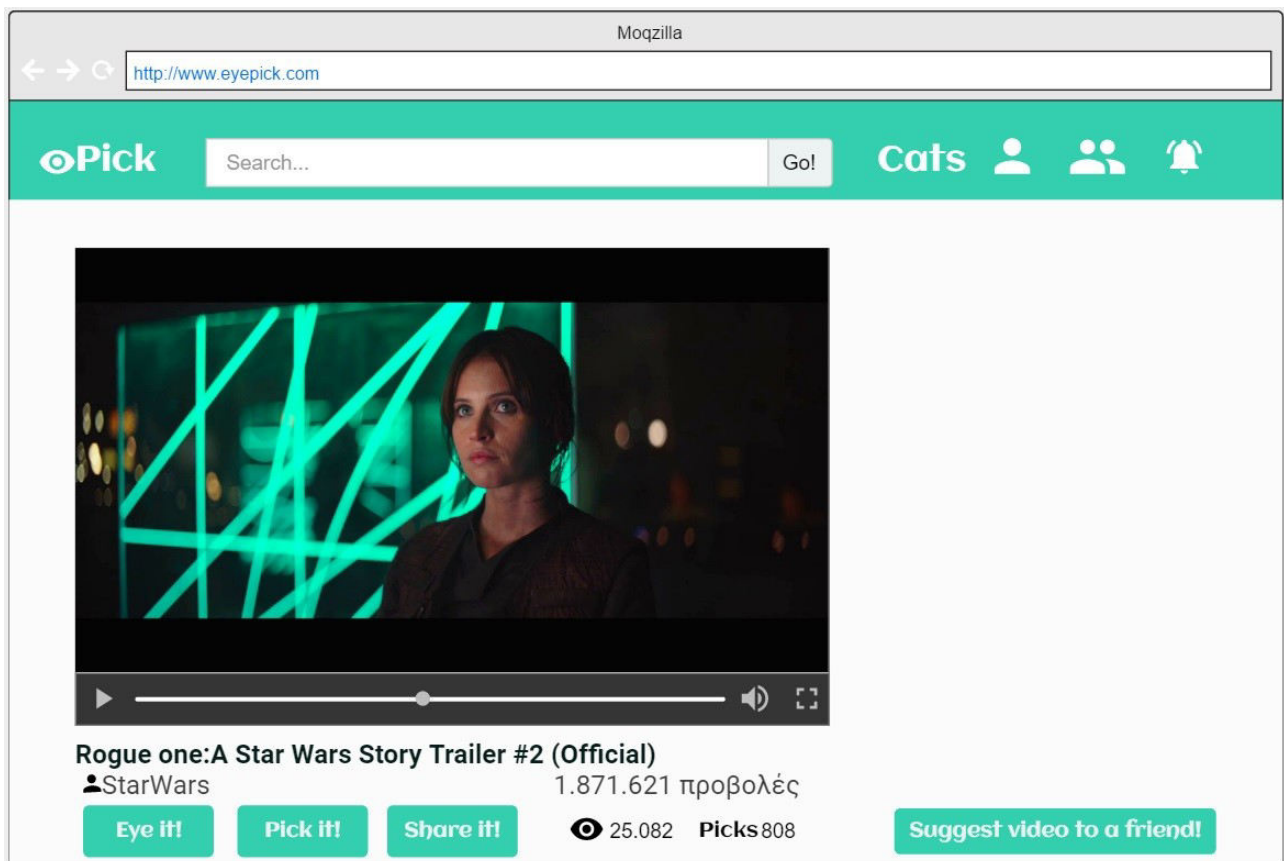 Moqzilla
http://www.eyepick.com
Pick Search... Go! Cats
Rogue one:A Star Wars Story Trailer #2 (Official)
StarWars 1.871.621 προβολές
Eye it! Pick it! Share it! 25.082 Picks 808 Suggest video to a friend!